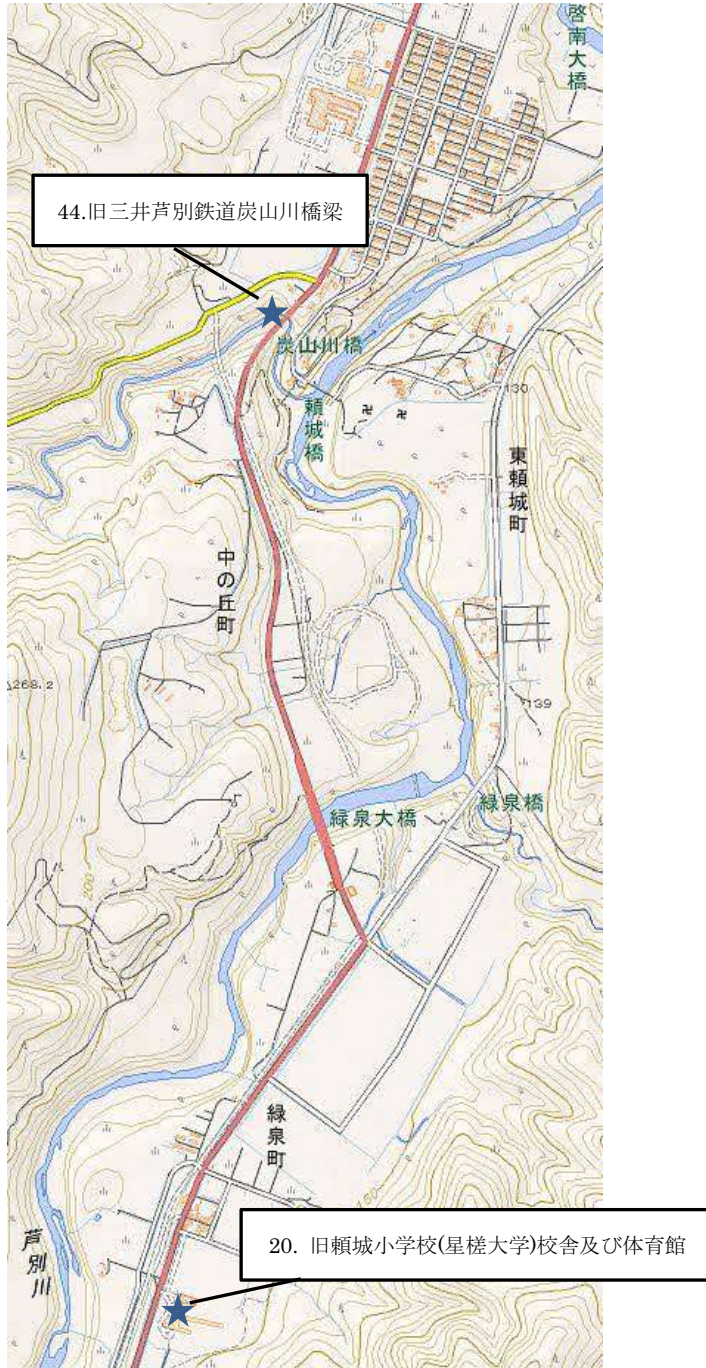 啓南大橋
44.旧三井芦別鉄道炭山川橋梁
炭山川橋
頼城橋
130
東頼城町
150
中の丘町
268.2
139
緑泉大橋
緑泉橋
200
緑泉町
150
20. 旧頼城小学校(星槎大学)校舎及び体育館
芦別川